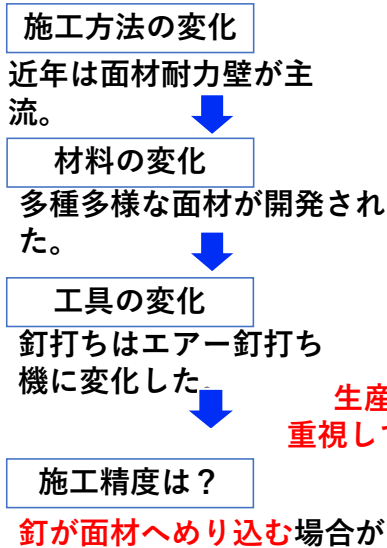 施工方法の変化
近年は面材耐力壁が主
流。
材料の変化
多種多様な面材が開発され
た。
工具の変化
釘打ちはエアー釘打ち
機に変化した。
生産
重視し
施工精度は？
釘が面材へめり込む場合が